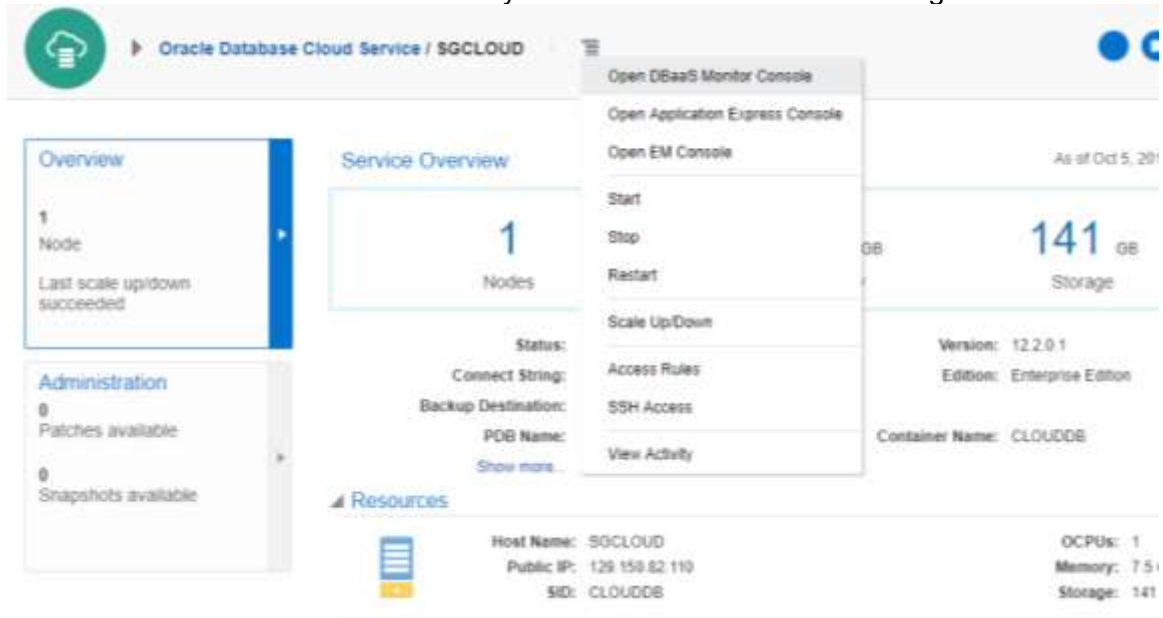 Oracle Database Cloud Service / SGCLOUD
Open DBaaS Monitor Console
Open Application Express Console
Open EM Console
Start
Stop
Restart
Scale Up/Down
Access Rules
SSH Access
View Activity
Overview
1
Node
Last scale up/down
succeeded
Administration
0
Patches available
0
Snapshots available
Service Overview
As of Oct 5, 201
1
Nodes
GB
141 GB
Storage
Status:
Version: 12.2.0.1
Connect String:
Edition: Enterprise Edition
Backup Destination:
PDB Name:
Container Name: CLOUDDB
Show more...
Resources
Host Name: SGCLOUD
OCPUs: 1
Public IP: 129.150.82.110
Memory: 7.5
SID: CLOUDDB
Storage: 141